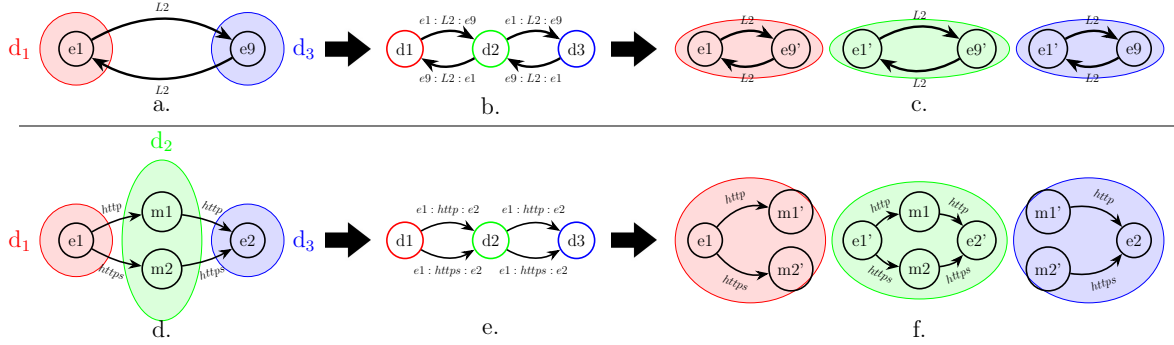 L2
d1 e1 e9 d3
L2
a.
e1 : L2 : e9 e1 : L2 : e9
d1 d2 d3
e9 : L2 : e1 e9 : L2 : e1
b.
L2 L2 L2
e1 e9' e1' e9' e1' e9
L2 L2 L2
c.
d2
http m1 http
d1 e1 e2 d3
https m2 https
d.
e1 : http : e2 e1 : http : e2
d1 d2 d3
e1 : https : e2 e1 : https : e2
e.
http m1' http m1 http m1' http
e1 e1' e2' e2
https m2' https m2 https m2' https
f.